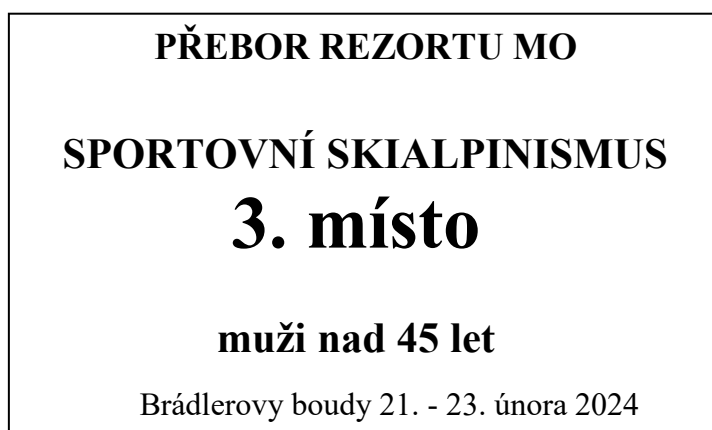 PŘEBOR REZORTU MO
SPORTOVNÍ SKIALPINISMUS
3. místo
muži nad 45 let
Brádlerovy boudy 21. - 23. února 2024